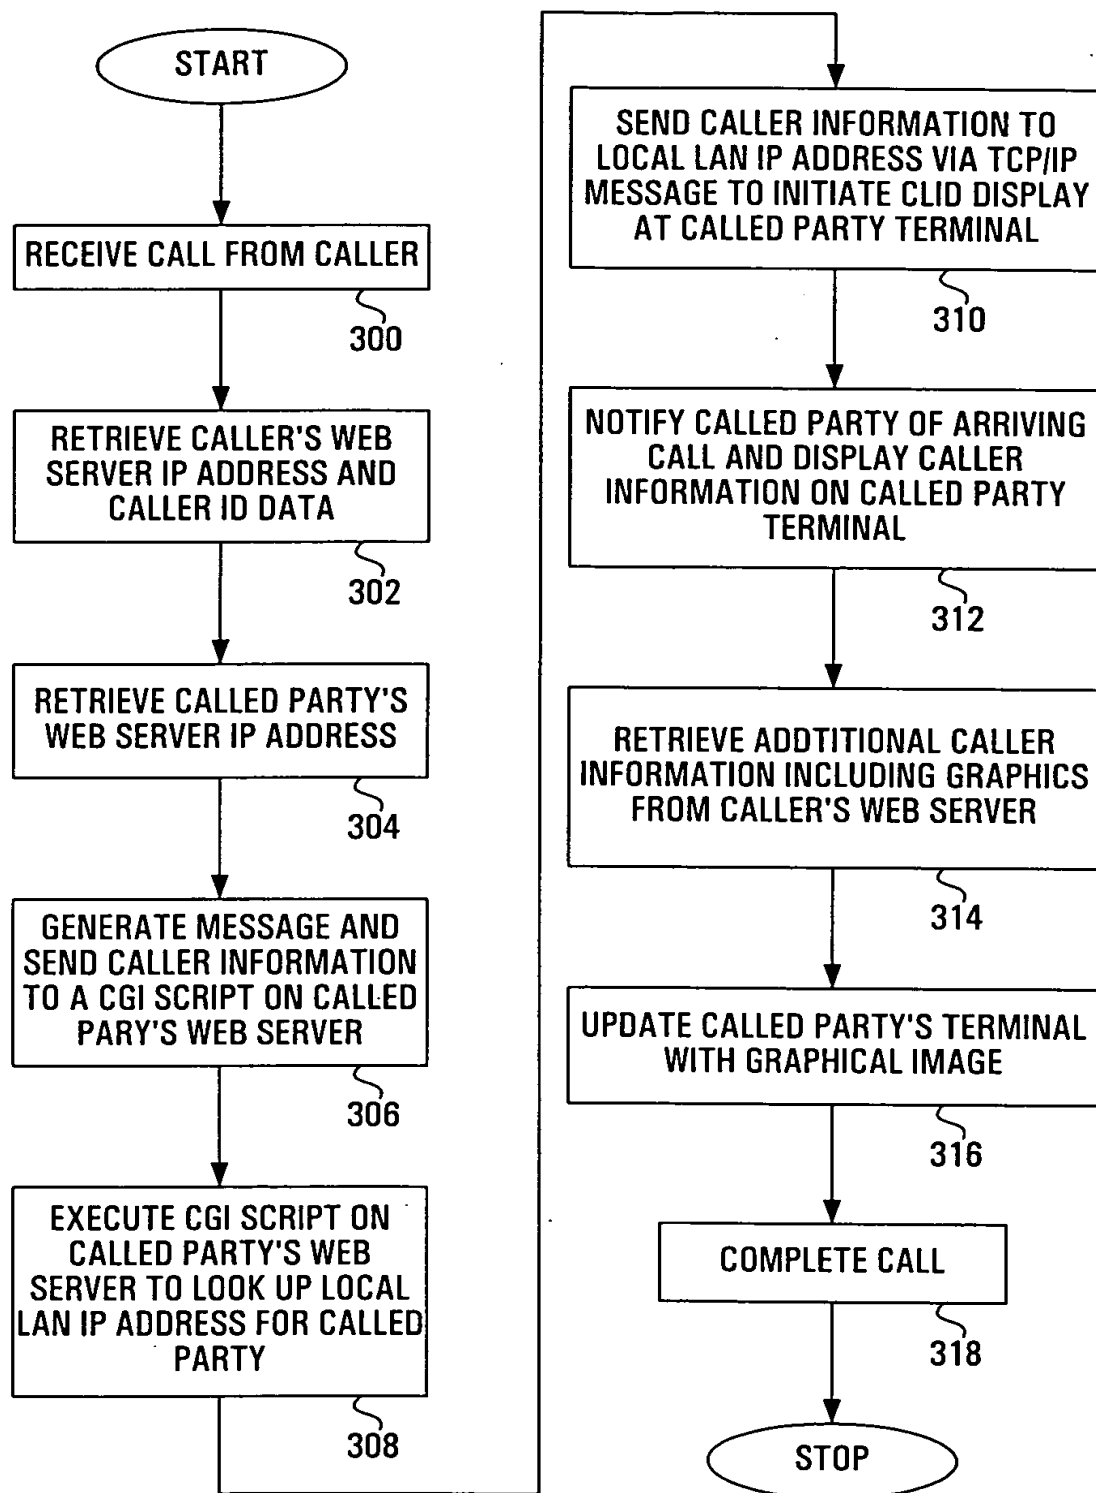 START
RECEIVE CALL FROM CALLER
300
RETRIEVE CALLER'S WEB
SERVER IP ADDRESS AND
CALLER ID DATA
302
RETRIEVE CALLED PARTY'S
WEB SERVER IP ADDRESS
304
GENERATE MESSAGE AND
SEND CALLER INFORMATION
TO A CGI SCRIPT ON CALLED
PARY'S WEB SERVER
306
EXECUTE CGI SCRIPT ON
CALLED PARTY'S WEB
SERVER TO LOOK UP LOCAL
LAN IP ADDRESS FOR CALLED
PARTY
308
SEND CALLER INFORMATION TO
LOCAL LAN IP ADDRESS VIA TCP/IP
MESSAGE TO INITIATE CLID DISPLAY
AT CALLED PARTY TERMINAL
310
NOTIFY CALLED PARTY OF ARRIVING
CALL AND DISPLAY CALLER
INFORMATION ON CALLED PARTY
TERMINAL
312
RETRIEVE ADDTITIONAL CALLER
INFORMATION INCLUDING GRAPHICS
FROM CALLER'S WEB SERVER
314
UPDATE CALLED PARTY'S TERMINAL
WITH GRAPHICAL IMAGE
316
COMPLETE CALL
318
STOP